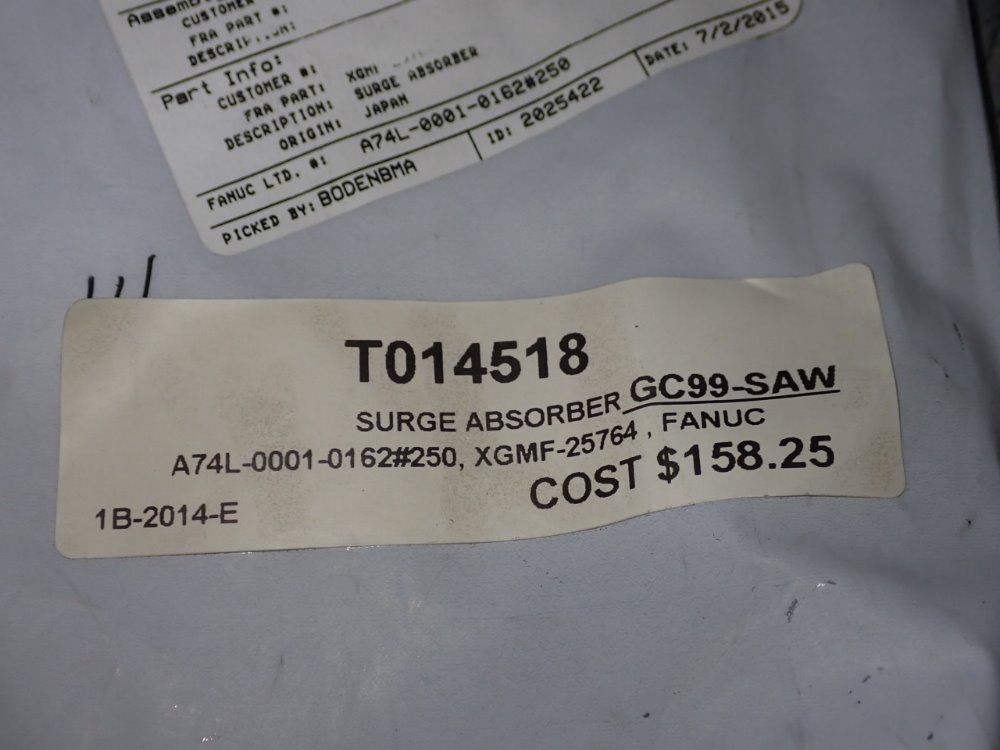 CUSTOMER #:
FRA PART #:
Part Info:
CUSTOMER #:
FRA PART:
DESCRIPTION: SURGE ABSORBER
ORIGIN: JAPAN
FANUC LTD. #: A74L-0001-0162#250
PICKED BY: BODENBMA ID: 2025422 DATE: 7/2/2015
T014518
SURGE ABSORBER GC99-SAW
A74L-0001-0162#250, XGMF-25764 , FANUC
1B-2014-E COST $158.25